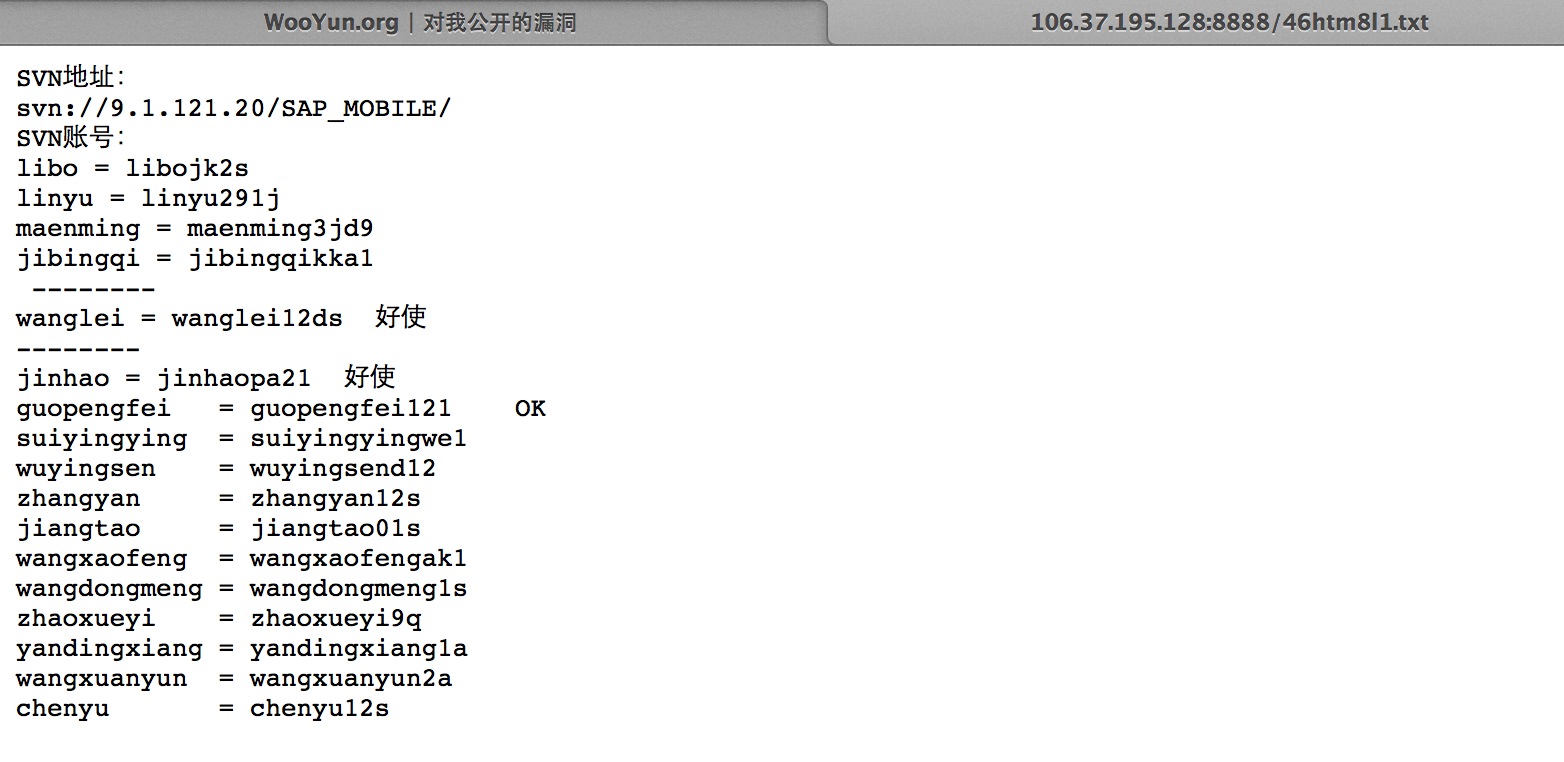 WooYun.org | 对我公开的漏洞
106.37.195.128:8888/46htm8l1.txt
SVN地址:
svn://9.1.121.20/SAP_MOBILE/
SVN账号:
libo = libojk2s
linyu = linyu291j
maenming = maenming3jd9
jibingqi = jibingqikka1
--------
wanglei = wanglei12ds 好使
--------
jinhao = jinhaopa21 好使
guopengfei = guopengfei121 OK
suiyingying = suiyingyingwe1
wuyingsen = wuyingsend12
zhangyan = zhangyan12s
jiangtao = jiangtao01s
wangxaofeng = wangxaofengak1
wangdongmeng = wangdongmeng1s
zhaoxueyi = zhaoxueyi9q
yandingxiang = yandingxiang1a
wangxuanyun = wangxuanyun2a
chenyu = chenyu12s